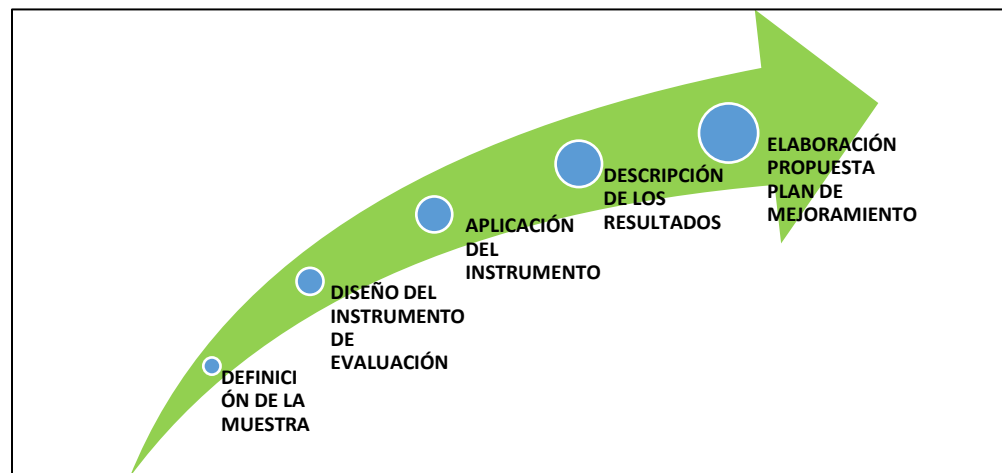 DEFINICI
ÓN DE LA
MUESTRA
DISEÑO DEL
INSTRUMENTO
DE
EVALUACIÓN
APLICACIÓN
DEL
INSTRUMENTO
DESCRIPCIÓN
DE LOS
RESULTADOS
ELABORACIÓN
PROPUESTA
PLAN DE
MEJORAMIENTO